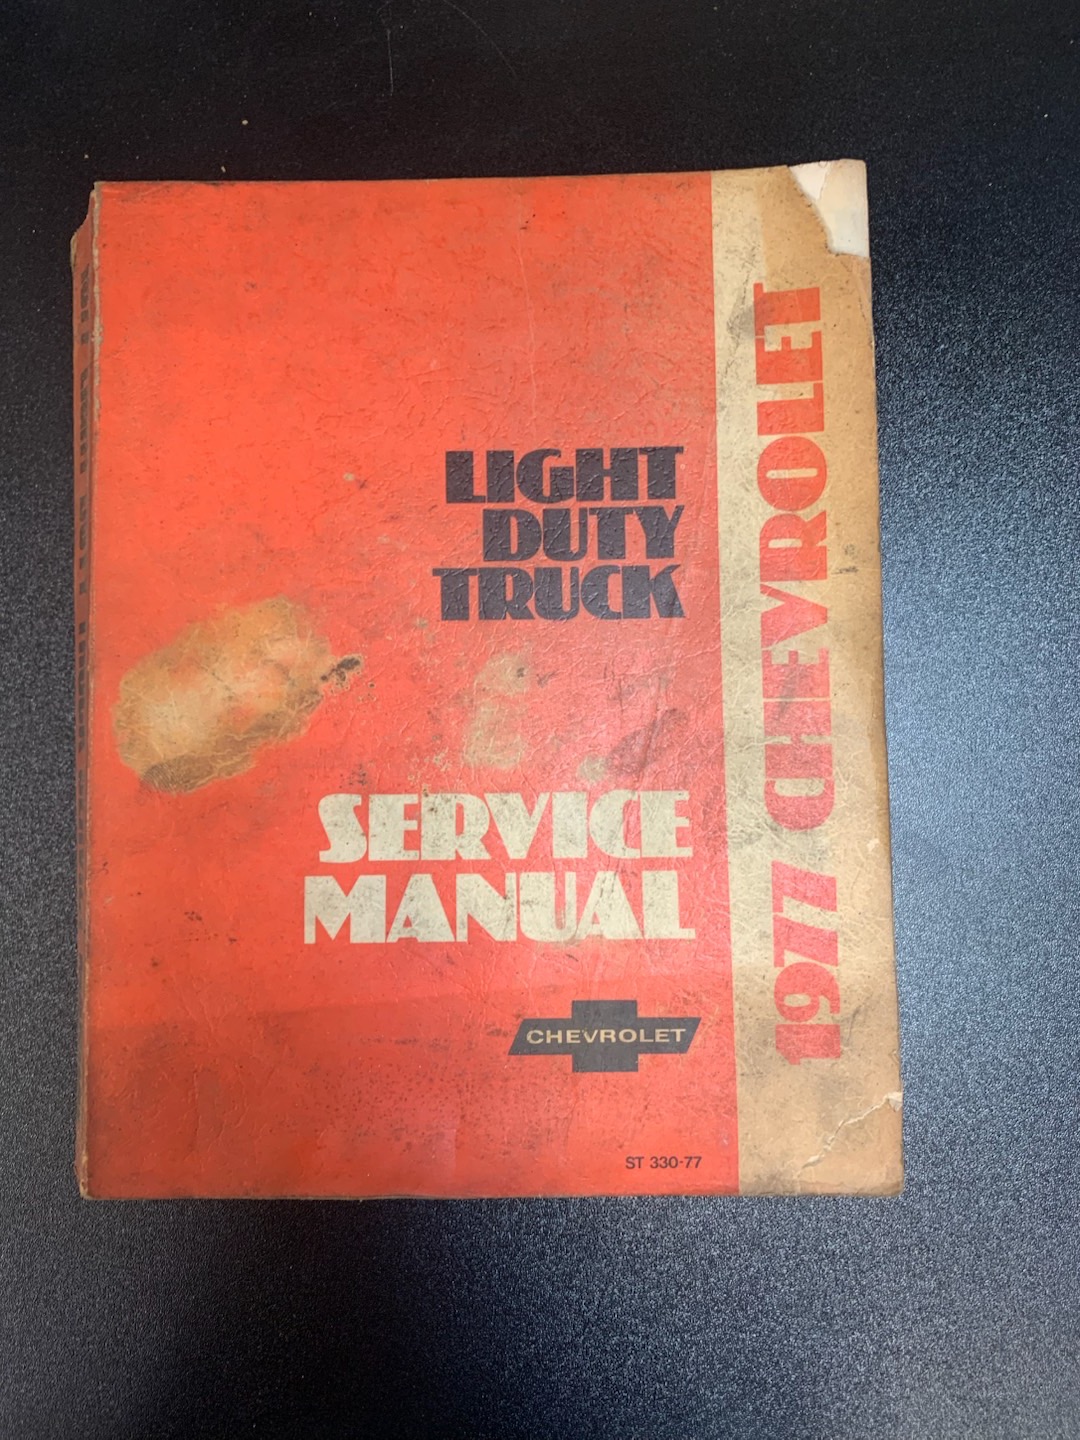 LIGHT
DUTY
TRUCK
SERVICE
MANUAL
CHEVROLET
ST 330-77
1977 CHEVROLET